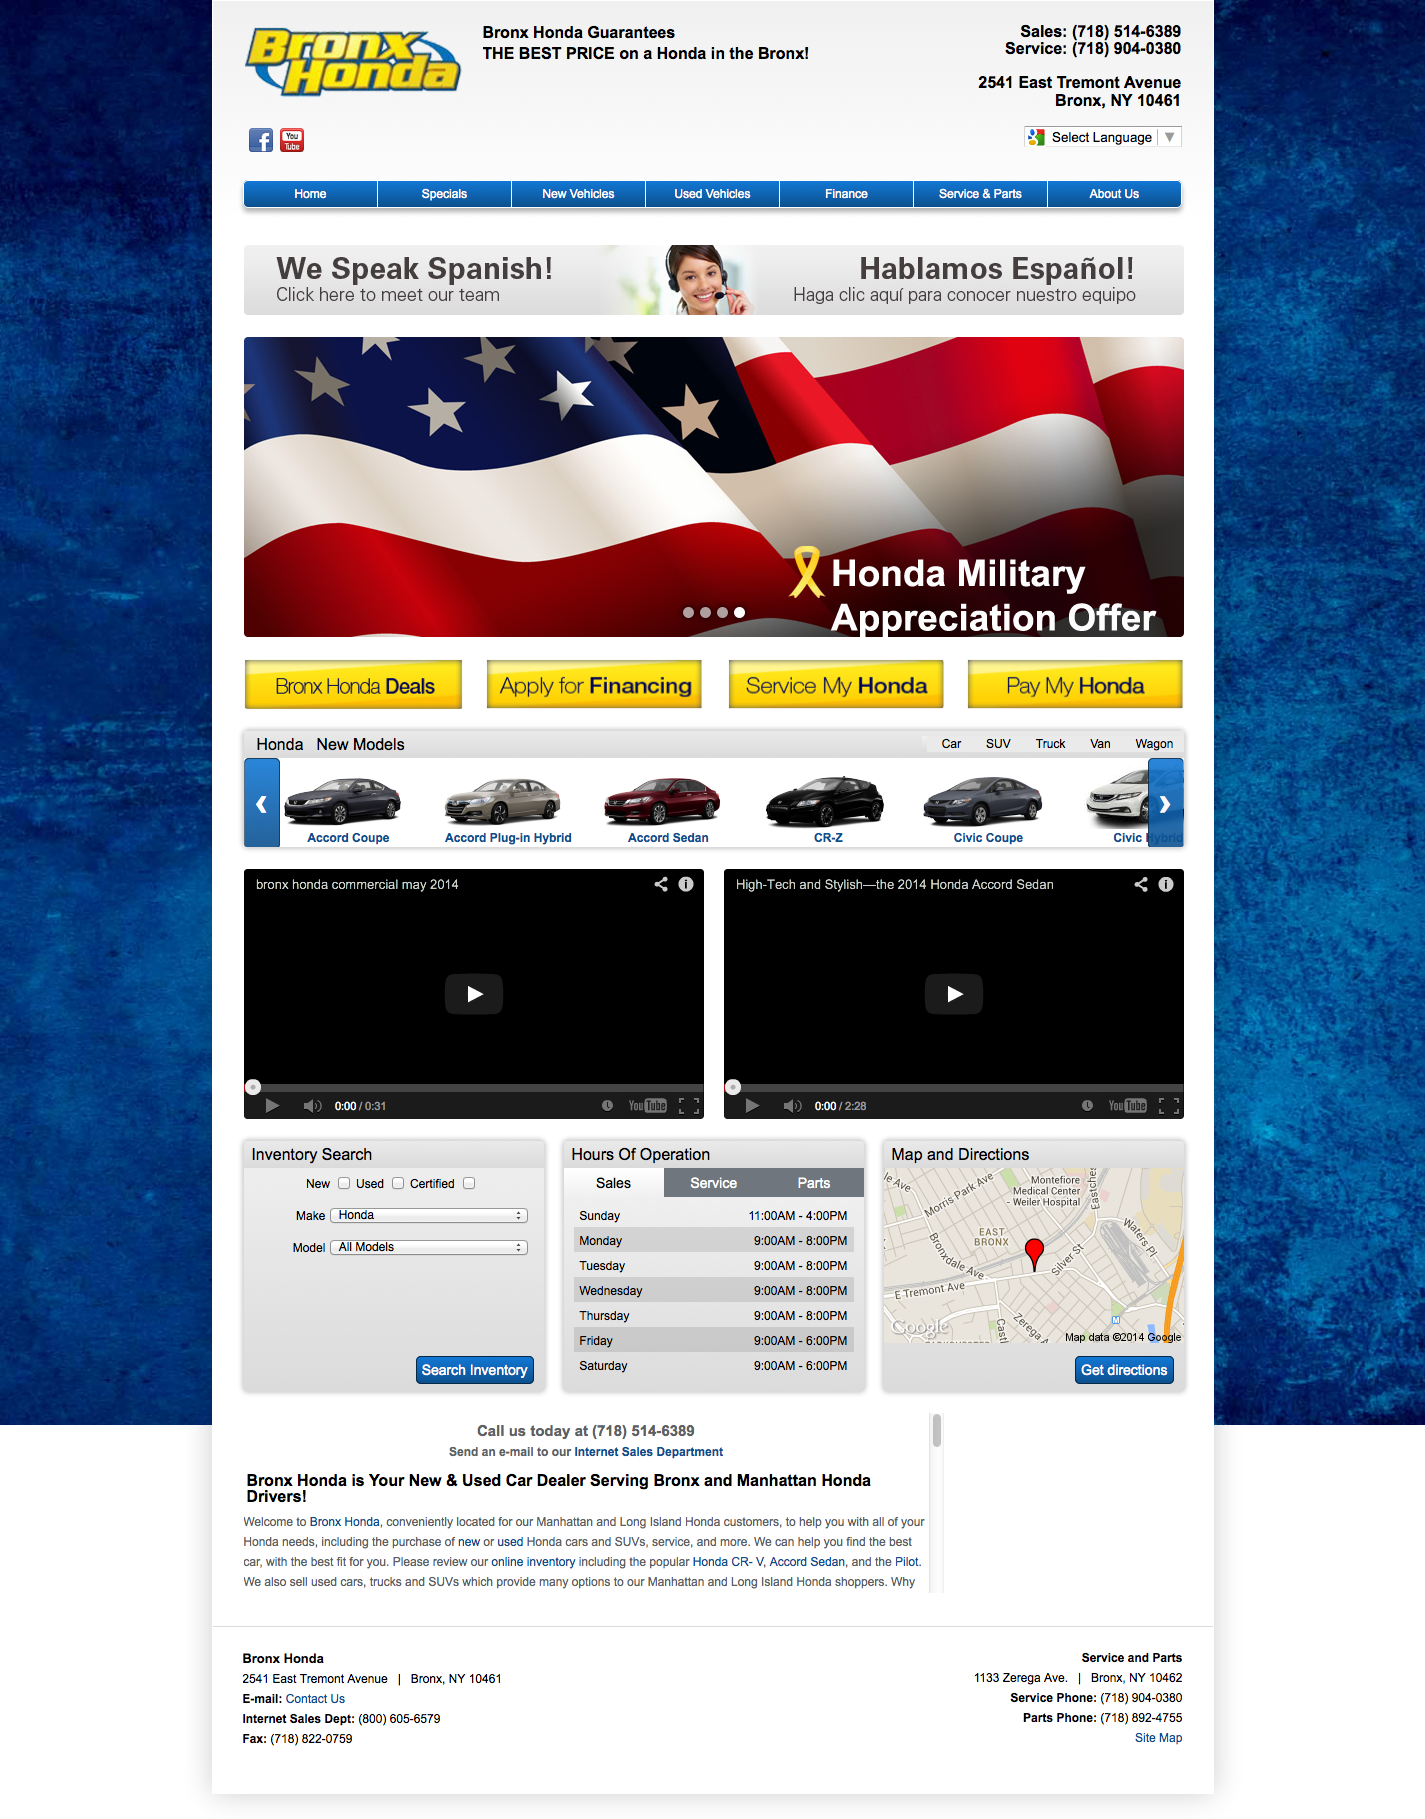 Bronx Honda
Bronx Honda Guarantees
THE BEST PRICE on a Honda in the Bronx!
Sales: (718) 514-6389
Service: (718) 904-0380
2541 East Tremont Avenue
Bronx, NY 10461
f You Tube
Select Language ▼
Home Specials New Vehicles Used Vehicles Finance Service & Parts About Us
We Speak Spanish! Hablamos Español!
Click here to meet our team Haga clic aquí para conocer nuestro equipo
Honda Military
Appreciation Offer
Bronx Honda Deals Apply for Financing Service My Honda Pay My Honda
Honda New Models Car SUV Truck Van Wagon
Accord Coupe Accord Plug-in Hybrid Accord Sedan CR-Z Civic Coupe Civic Hybrid
bronx honda commercial may 2014
0:00 / 0:31 YouTube
High-Tech and Stylish—the 2014 Honda Accord Sedan
0:00 / 2:28 YouTube
Inventory Search
New Used Certified
Make Honda
Model All Models
Search Inventory
Hours Of Operation
Sales Service Parts
Sunday 11:00AM - 4:00PM
Monday 9:00AM - 8:00PM
Tuesday 9:00AM - 8:00PM
Wednesday 9:00AM - 8:00PM
Thursday 9:00AM - 8:00PM
Friday 9:00AM - 6:00PM
Saturday 9:00AM - 6:00PM
Map and Directions
Montefiore
Medical Center
- Weiler Hospital
Morris Park Ave
Eastches
Waters Pl
EAST
BRONX
Bronxdale Ave
Silver St
E Tremont Ave
Zerega A
Castl
M
Google
Map data ©2014 Google
Get directions
Call us today at (718) 514-6389
Send an e-mail to our Internet Sales Department
Bronx Honda is Your New & Used Car Dealer Serving Bronx and Manhattan Honda
Drivers!
Welcome to Bronx Honda, conveniently located for our Manhattan and Long Island Honda customers, to help you with all of your
Honda needs, including the purchase of new or used Honda cars and SUVs, service, and more. We can help you find the best
car, with the best fit for you. Please review our online inventory including the popular Honda CR- V, Accord Sedan, and the Pilot.
We also sell used cars, trucks and SUVs which provide many options to our Manhattan and Long Island Honda shoppers. Why
Bronx Honda
2541 East Tremont Avenue | Bronx, NY 10461
E-mail: Contact Us
Internet Sales Dept: (800) 605-6579
Fax: (718) 822-0759
Service and Parts
1133 Zerega Ave. | Bronx, NY 10462
Service Phone: (718) 904-0380
Parts Phone: (718) 892-4755
Site Map